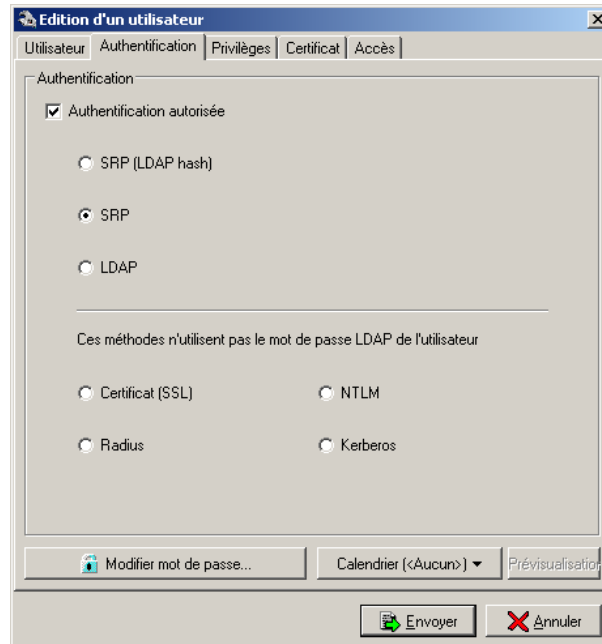 Edition d'un utilisateur
Utilisateur Authentification Privilèges Certificat Accès
Authentification
Authentification autorisée
SRP (LDAP hash)
SRP
LDAP
Ces méthodes n'utilisent pas le mot de passe LDAP de l'utilisateur
Certificat (SSL) NTLM
Radius Kerberos
Modifier mot de passe... Calendrier (<Aucun>) Prévisualisation
Envoyer Annuler